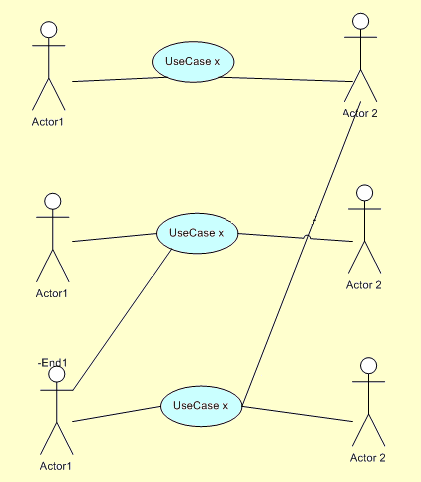 UseCase x
Actor1
Actor 2
UseCase x
Actor1
Actor 2
-End1
UseCase x
Actor1
Actor 2